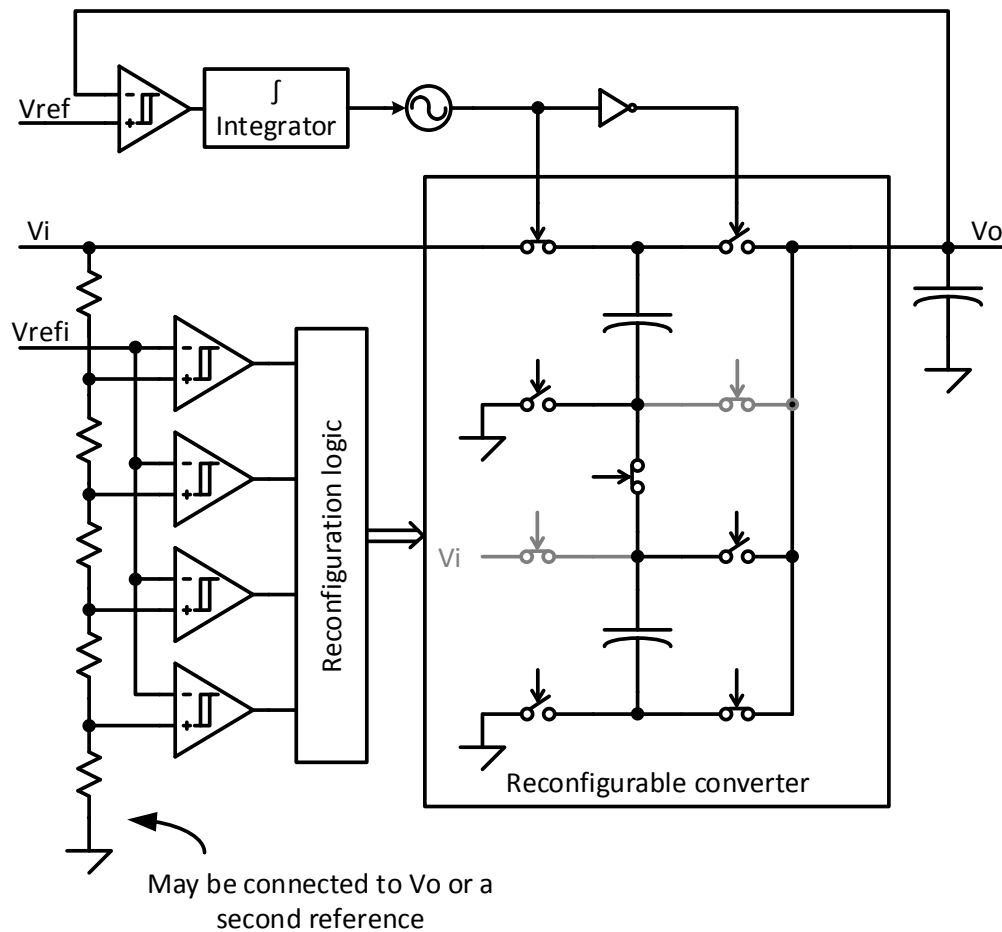 Vref
-
+
∫
Integrator
Vi
Vo
Vrefi
-
+
-
+
-
+
-
+
Reconfiguration logic
Vi
Reconfigurable converter
May be connected to Vo or a
second reference